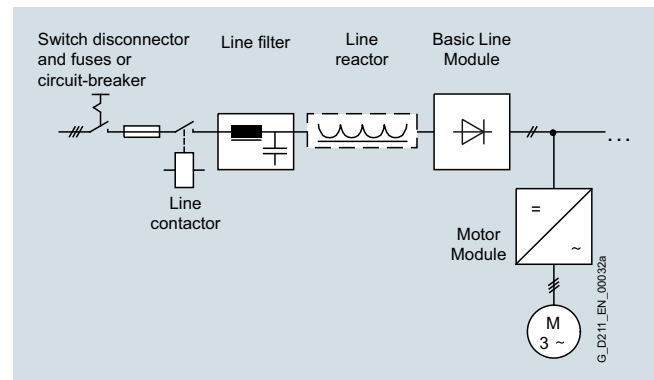 Switch disconnector
and fuses or
circuit-breaker
Line filter
Line
reactor
Basic Line
Module
Line
contactor
...
=
~
Motor
Module
M
3 ~
G_D211_EN_00032a